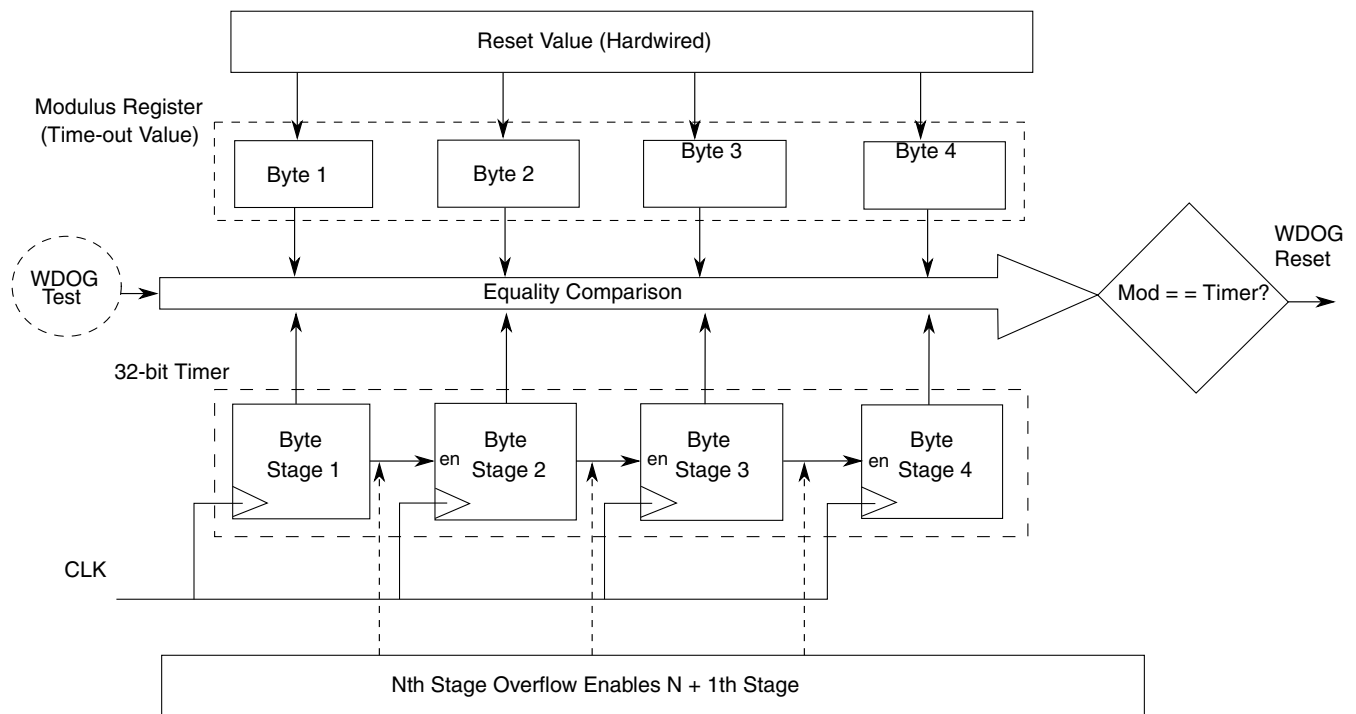 Reset Value (Hardwired)
Modulus Register
(Time-out Value)
Byte 1
Byte 2
Byte 3
Byte 4
WDOG
Test
Equality Comparison
Mod = = Timer?
WDOG
Reset
32-bit Timer
Byte
Stage 1
en
Byte
Stage 2
en
Byte
Stage 3
en
Byte
Stage 4
CLK
Nth Stage Overflow Enables N + 1th Stage